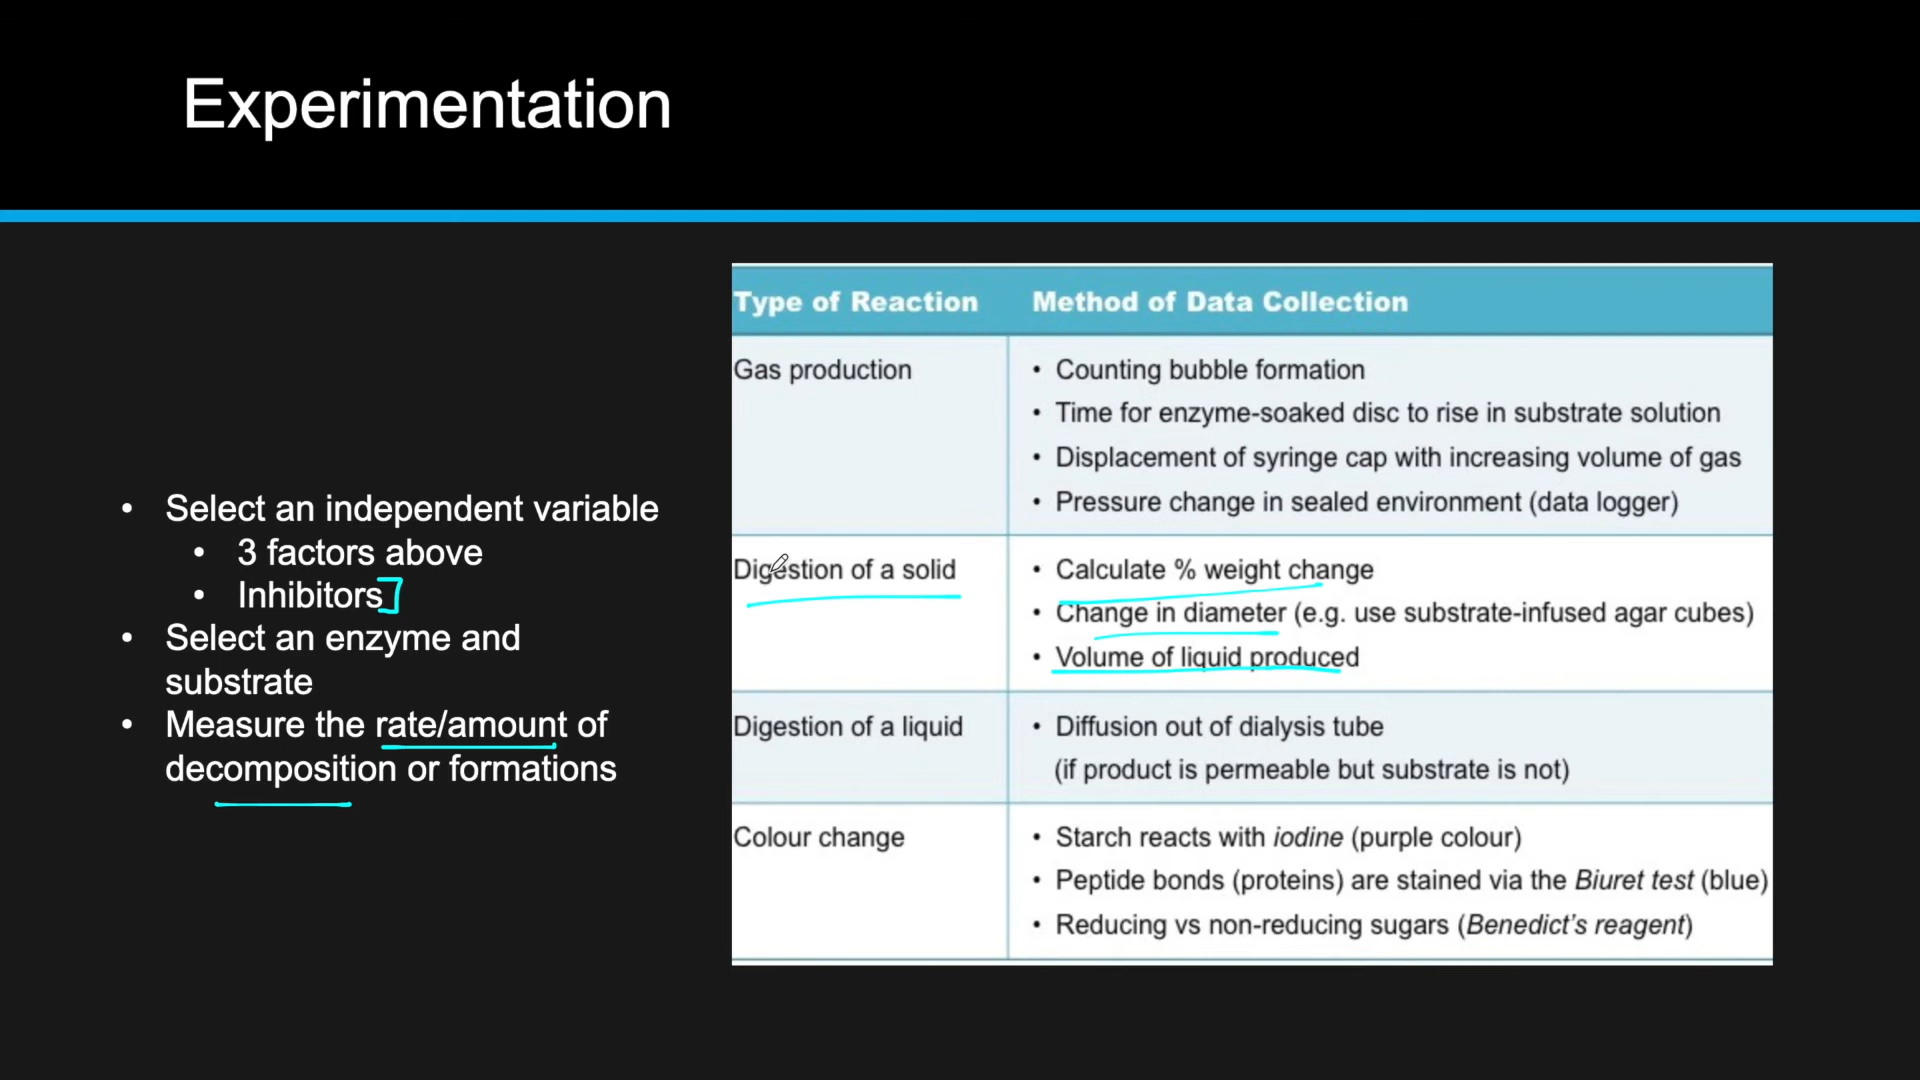 Experimentation
• Select an independent variable
• 3 factors above
• Inhibitors
• Select an enzyme and
substrate
• Measure the rate/amount of
decomposition or formations
Type of Reaction
Method of Data Collection
Gas production
• Counting bubble formation
• Time for enzyme-soaked disc to rise in substrate solution
• Displacement of syringe cap with increasing volume of gas
• Pressure change in sealed environment (data logger)
Digestion of a solid
• Calculate % weight change
• Change in diameter (e.g. use substrate-infused agar cubes)
• Volume of liquid produced
Digestion of a liquid
• Diffusion out of dialysis tube
(if product is permeable but substrate is not)
Colour change
• Starch reacts with iodine (purple colour)
• Peptide bonds (proteins) are stained via the Biuret test (blue)
• Reducing vs non-reducing sugars (Benedict's reagent)